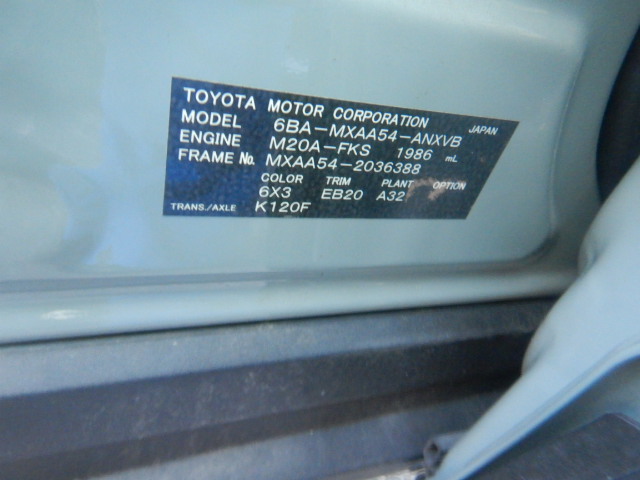 TOYOTA MOTOR CORPORATION JAPAN
MODEL 6BA-MXAA54-ANXVB
ENGINE M20A-FKS 1986 mL
FRAME No. MXAA54-2036388
COLOR TRIM PLANT OPTION
6X3 EB20 A32
TRANS./AXLE K120F